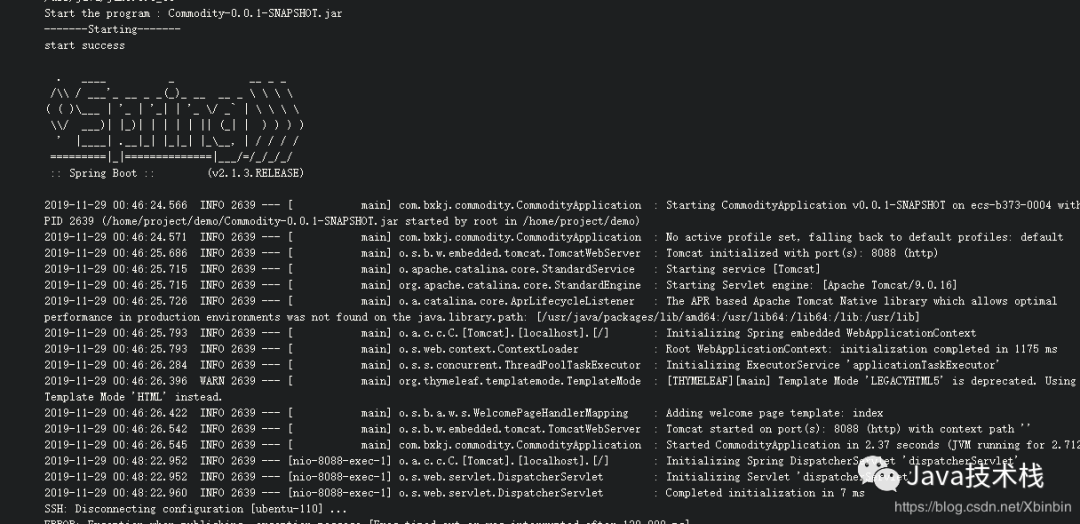 Start the program : Commodity-0.0.1-SNAPSHOT.jar
-------Starting-------
start success
  .   ____          _            __ _ _
 /\\ / ___'_ __ _ _(_)_ __  __ _ \ \ \ \
( ( )\___ | '_ | '_| | '_ \/ _` | \ \ \ \
 \\/  ___)| |_)| | | | | || (_| |  ) ) ) )
  '  |____| .__|_| |_|_| |_\__, | / / / /
 =========|_|==============|___/=/_/_/_/
 :: Spring Boot ::        (v2.1.3.RELEASE)
2019-11-29 00:46:24.566  INFO 2639 --- [           main] com.bxkj.commodity.CommodityApplication  : Starting CommodityApplication v0.0.1-SNAPSHOT on ecs-b373-0004 with
PID 2639 (/home/project/demo/Commodity-0.0.1-SNAPSHOT.jar started by root in /home/project/demo)
2019-11-29 00:46:24.571  INFO 2639 --- [           main] com.bxkj.commodity.CommodityApplication  : No active profile set, falling back to default profiles: default
2019-11-29 00:46:25.686  INFO 2639 --- [           main] o.s.b.w.embedded.tomcat.TomcatWebServer  : Tomcat initialized with port(s): 8088 (http)
2019-11-29 00:46:25.715  INFO 2639 --- [           main] o.apache.catalina.core.StandardService   : Starting service [Tomcat]
2019-11-29 00:46:25.715  INFO 2639 --- [           main] org.apache.catalina.core.StandardEngine  : Starting Servlet engine: [Apache Tomcat/9.0.16]
2019-11-29 00:46:25.726  INFO 2639 --- [           main] o.a.catalina.core.AprLifecycleListener   : The APR based Apache Tomcat Native library which allows optimal
performance in production environments was not found on the java.library.path: [/usr/java/packages/lib/amd64:/usr/lib64:/lib64:/lib:/usr/lib]
2019-11-29 00:46:25.793  INFO 2639 --- [           main] o.a.c.c.C.[Tomcat].[localhost].[/]       : Initializing Spring embedded WebApplicationContext
2019-11-29 00:46:25.793  INFO 2639 --- [           main] o.s.web.context.ContextLoader            : Root WebApplicationContext: initialization completed in 1175 ms
2019-11-29 00:46:26.284  INFO 2639 --- [           main] o.s.s.concurrent.ThreadPoolTaskExecutor  : Initializing ExecutorService 'applicationTaskExecutor'
2019-11-29 00:46:26.396  WARN 2639 --- [           main] org.thymeleaf.templatemode.TemplateMode  : [THYMELEAF][main] Template Mode 'LEGACYHTML5' is deprecated. Using
Template Mode 'HTML' instead.
2019-11-29 00:46:26.422  INFO 2639 --- [           main] o.s.b.a.w.s.WelcomePageHandlerMapping    : Adding welcome page template: index
2019-11-29 00:46:26.542  INFO 2639 --- [           main] o.s.b.w.embedded.tomcat.TomcatWebServer  : Tomcat started on port(s): 8088 (http) with context path ''
2019-11-29 00:46:26.545  INFO 2639 --- [           main] com.bxkj.commodity.CommodityApplication  : Started CommodityApplication in 2.37 seconds (JVM running for 2.712
2019-11-29 00:48:22.952  INFO 2639 --- [nio-8088-exec-1] o.a.c.c.C.[Tomcat].[localhost].[/]       : Initializing Spring DispatcherServlet 'dispatcherServlet'
2019-11-29 00:48:22.952  INFO 2639 --- [nio-8088-exec-1] o.s.web.servlet.DispatcherServlet        : Initializing Servlet 'dispatcherServlet'
2019-11-29 00:48:22.960  INFO 2639 --- [nio-8088-exec-1] o.s.web.servlet.DispatcherServlet        : Completed initialization in 7 ms
Java技术栈
SSH: Disconnecting configuration [ubuntu-110] ...
https://blog.csdn.net/Xbinbin
ERROR: Exception when publishing, exception message [Exec timed out or was interrupted after 120,000 ms]